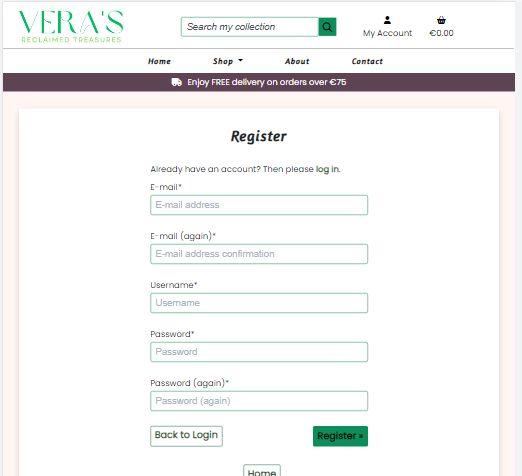 VERA'S
RECLAIMED TREASURES
Search my collection
My Account
€0.00
Home Shop About Contact
Enjoy FREE delivery on orders over €75
Register
Already have an account? Then please log in.
E-mail*
E-mail address
E-mail (again)*
E-mail address confirmation
Username*
Username
Password*
Password
Password (again)*
Password (again)
Back to Login
Register »
Home